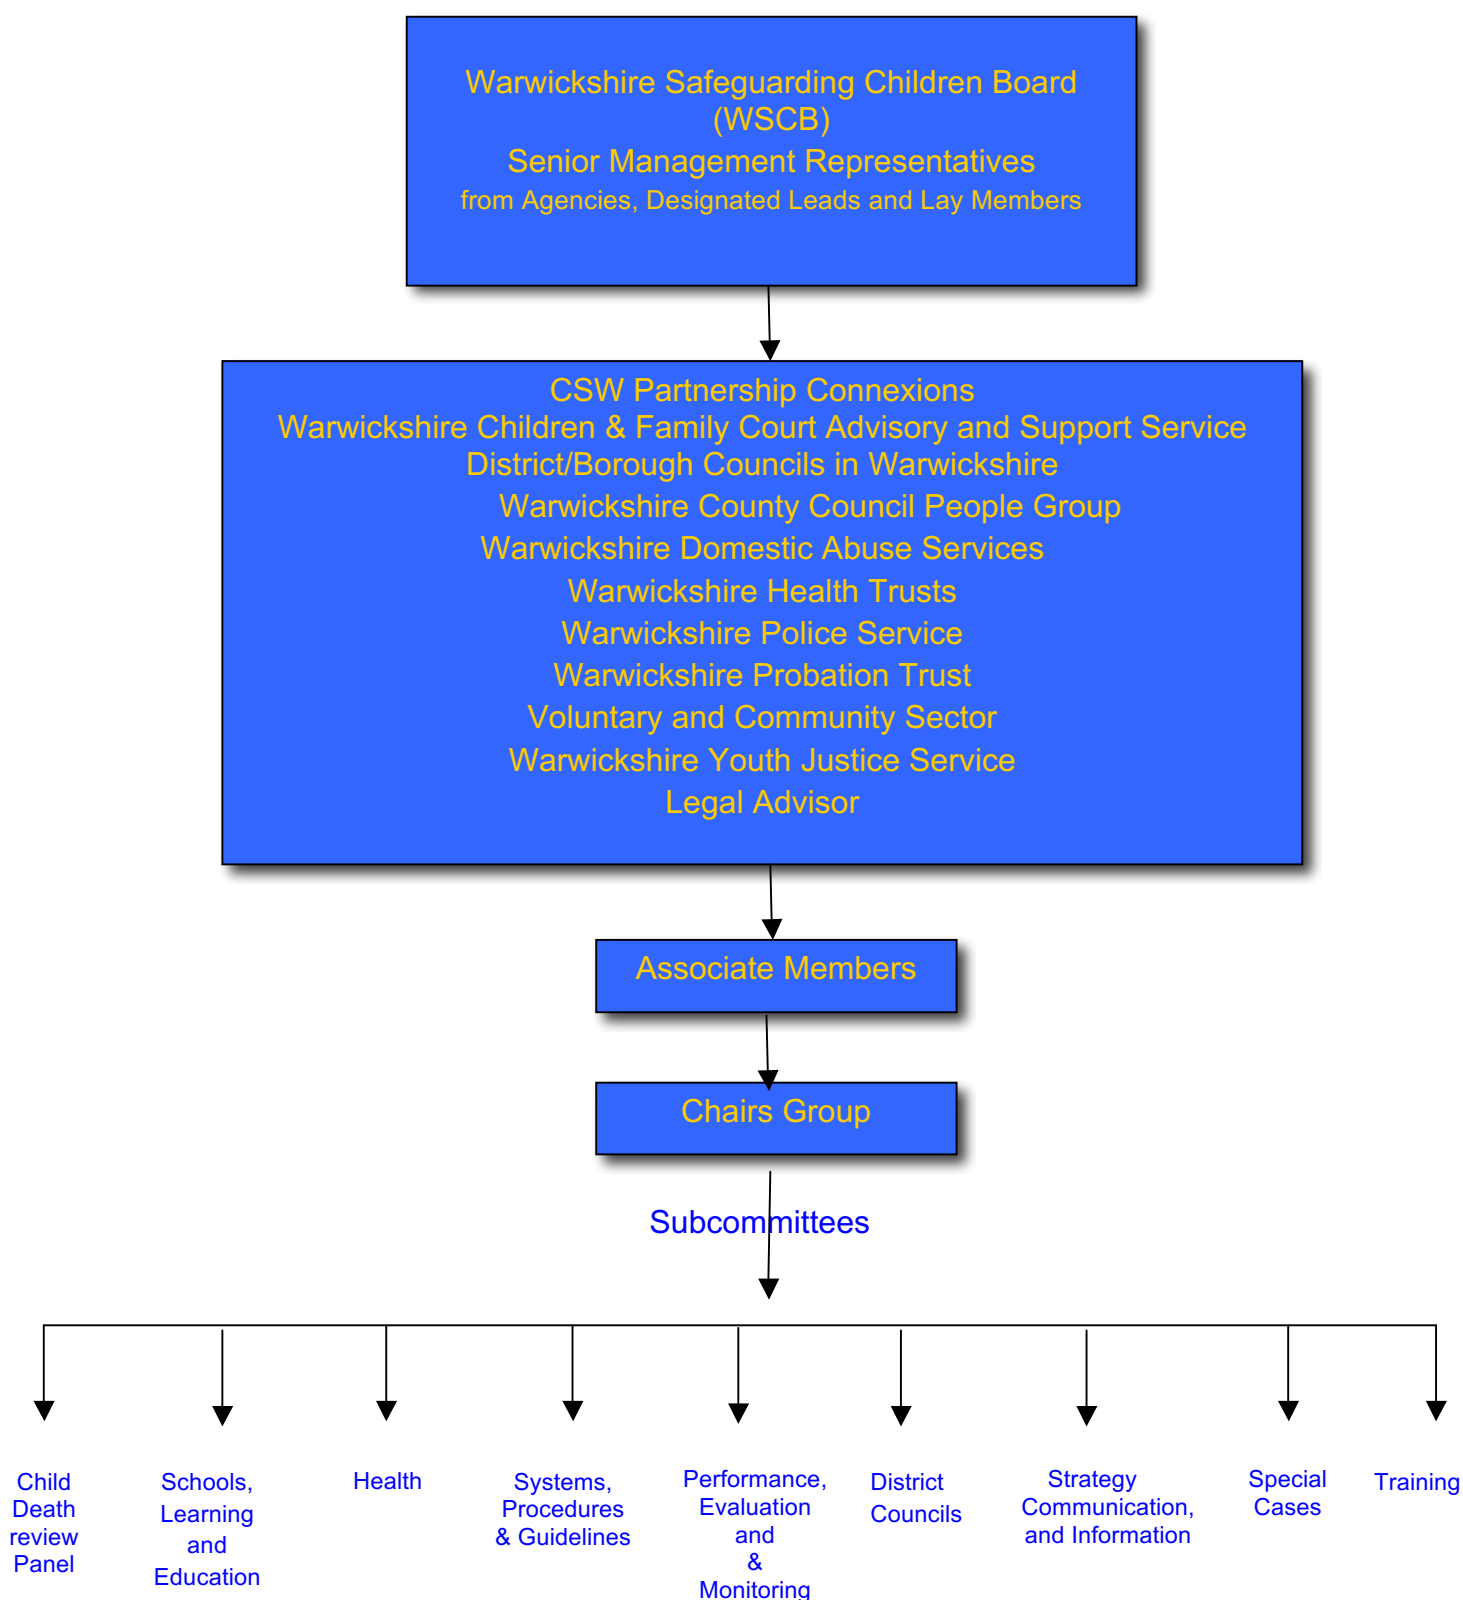 Warwickshire Safeguarding Children Board
(WSCB)
Senior Management Representatives
from Agencies, Designated Leads and Lay Members
CSW Partnership Connexions
Warwickshire Children & Family Court Advisory and Support Service
District/Borough Councils in Warwickshire
Warwickshire County Council People Group
Warwickshire Domestic Abuse Services
Warwickshire Health Trusts
Warwickshire Police Service
Warwickshire Probation Trust
Voluntary and Community Sector
Warwickshire Youth Justice Service
Legal Advisor
Associate Members
Chairs Group
Subcommittees
Child
Death
review
Panel
Schools,
Learning
and
Education
Health
Systems,
Procedures
& Guidelines
Performance,
Evaluation
and
&
Monitoring
District
Councils
Strategy
Communication,
and Information
Special
Cases
Training